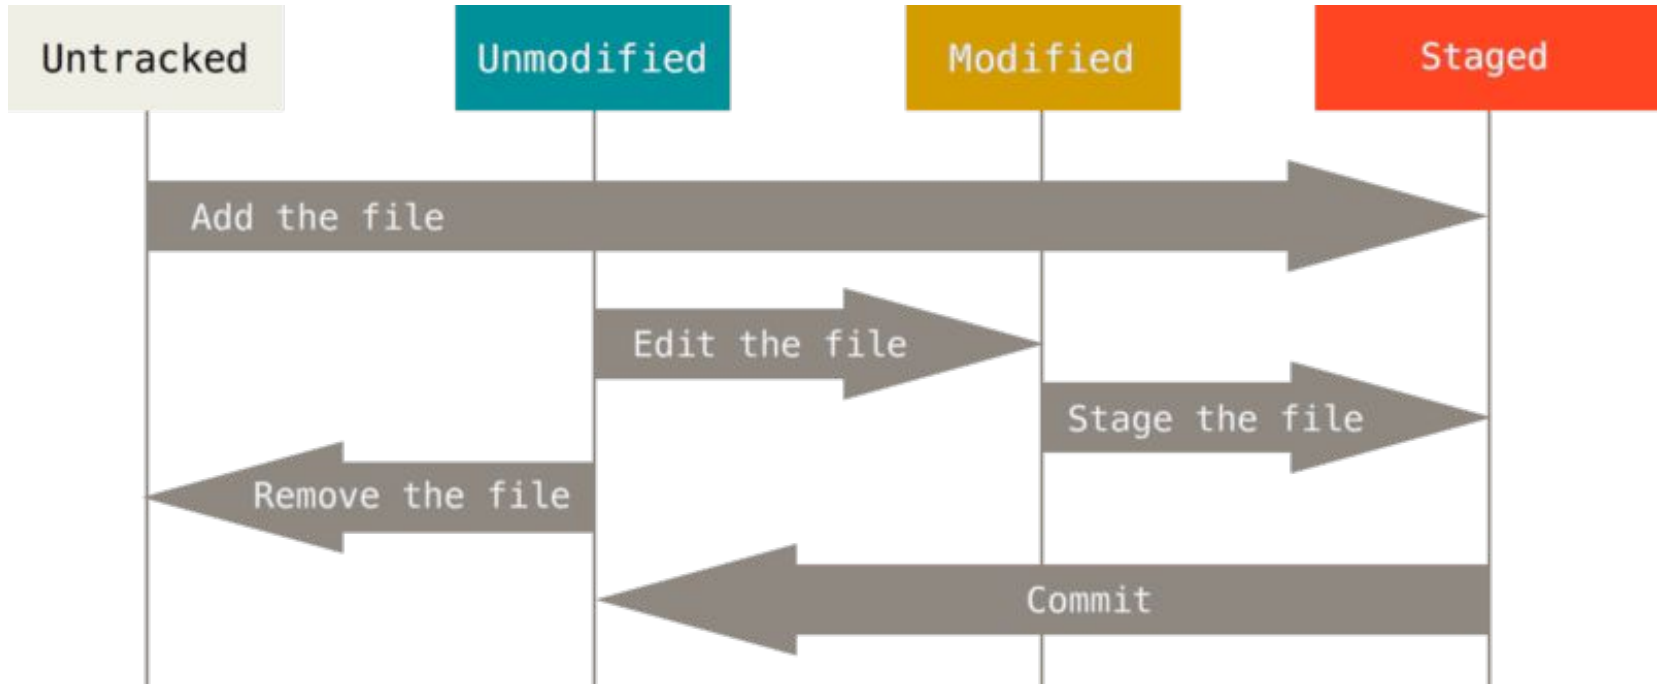 Untracked
Unmodified
Modified
Staged
Add the file
Edit the file
Stage the file
Remove the file
Commit